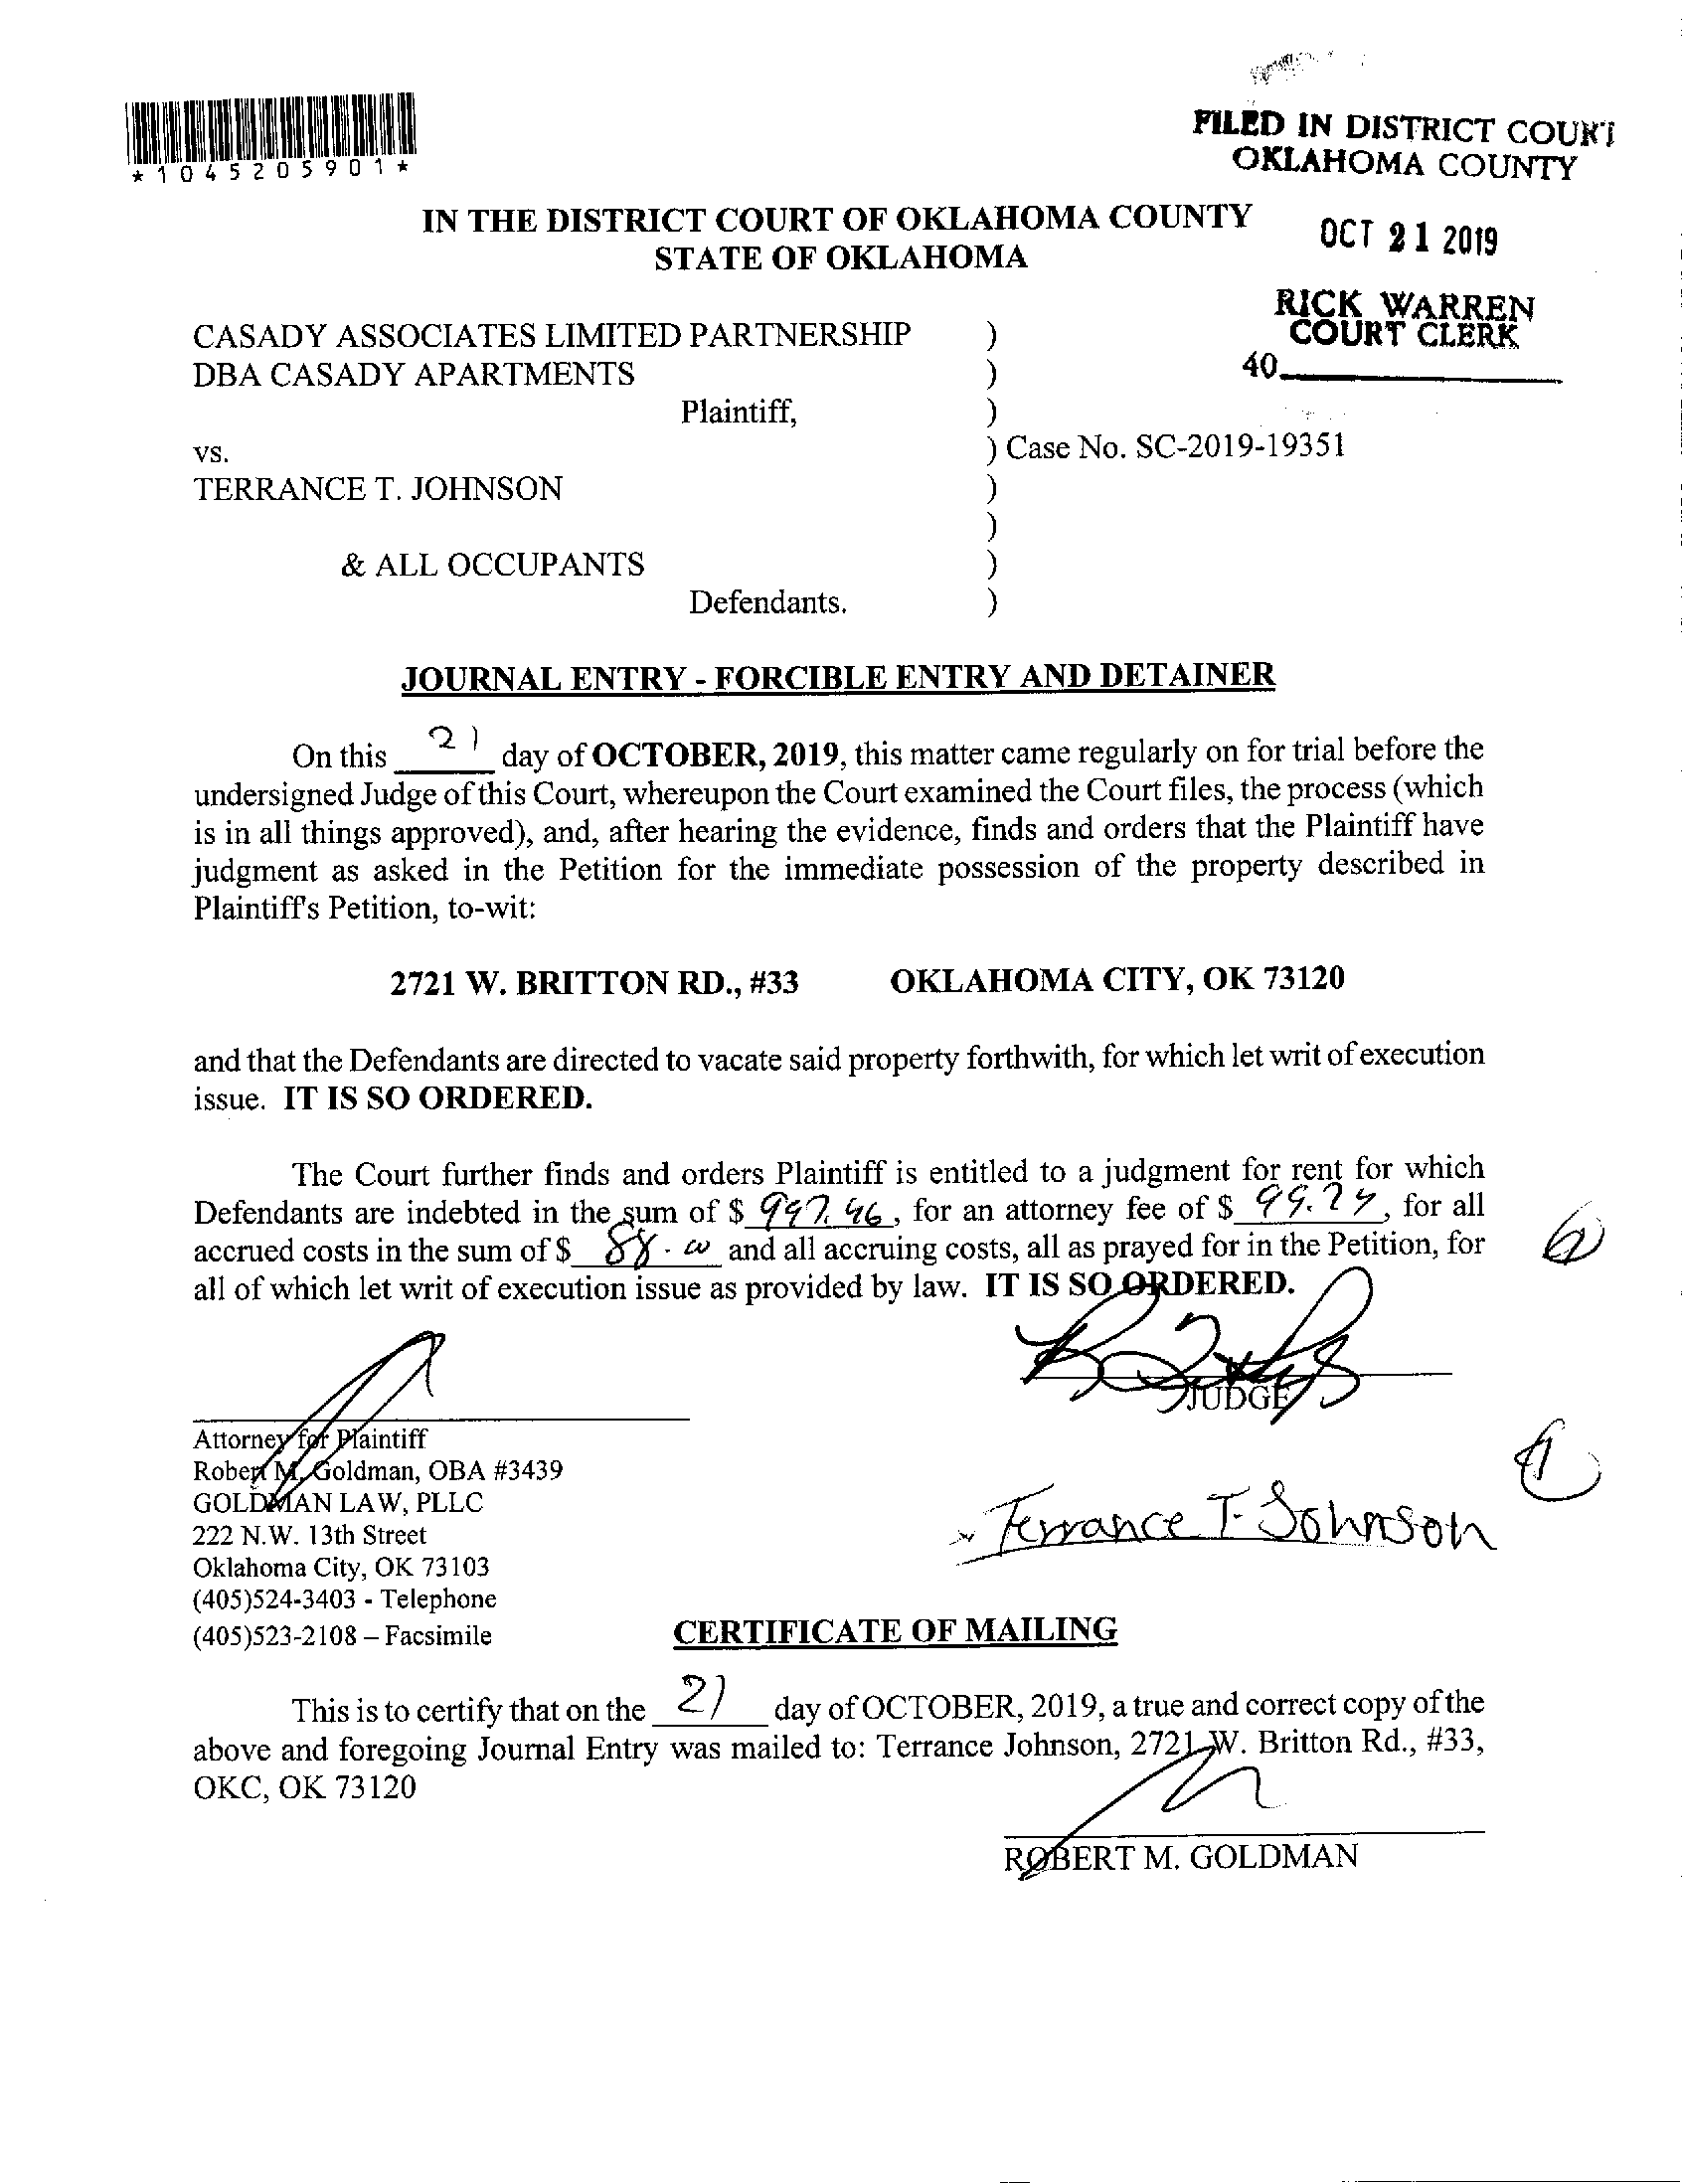 *1045205901*
FILED IN DISTRICT COURT
OKLAHOMA COUNTY
OCT 21 2019
RICK WARREN
COURT CLERK
40
IN THE DISTRICT COURT OF OKLAHOMA COUNTY
STATE OF OKLAHOMA
CASADY ASSOCIATES LIMITED PARTNERSHIP )
DBA CASADY APARTMENTS )
Plaintiff, )
vs. ) Case No. SC-2019-19351
TERRANCE T. JOHNSON )
)
& ALL OCCUPANTS )
Defendants. )
JOURNAL ENTRY - FORCIBLE ENTRY AND DETAINER
On this 21 day of OCTOBER, 2019, this matter came regularly on for trial before the
undersigned Judge of this Court, whereupon the Court examined the Court files, the process (which
is in all things approved), and, after hearing the evidence, finds and orders that the Plaintiff have
judgment as asked in the Petition for the immediate possession of the property described in
Plaintiff's Petition, to-wit:
2721 W. BRITTON RD., #33 OKLAHOMA CITY, OK 73120
and that the Defendants are directed to vacate said property forthwith, for which let writ of execution
issue. IT IS SO ORDERED.
The Court further finds and orders Plaintiff is entitled to a judgment for rent for which
Defendants are indebted in the sum of $ , for an attorney fee of $ , for all
accrued costs in the sum of $ and all accruing costs, all as prayed for in the Petition, for
all of which let writ of execution issue as provided by law. IT IS SO ORDERED.
JUDGE
Attorney for Plaintiff
Robert M. Goldman, OBA #3439
GOLDMAN LAW, PLLC
222 N.W. 13th Street
Oklahoma City, OK 73103
(405)524-3403 - Telephone
(405)523-2108 – Facsimile
Terrance T. Johnson
CERTIFICATE OF MAILING
This is to certify that on the 21 day of OCTOBER, 2019, a true and correct copy of the
above and foregoing Journal Entry was mailed to: Terrance Johnson, 2721 W. Britton Rd., #33,
OKC, OK 73120
ROBERT M. GOLDMAN